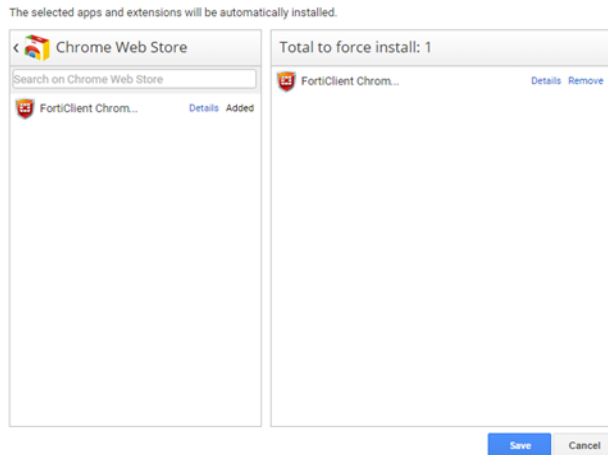 The selected apps and extensions will be automatically installed.
‹ Chrome Web Store
Search on Chrome Web Store
FortiClient Chrom... Details Added
Total to force install: 1
FortiClient Chrom... Details Remove
Save Cancel